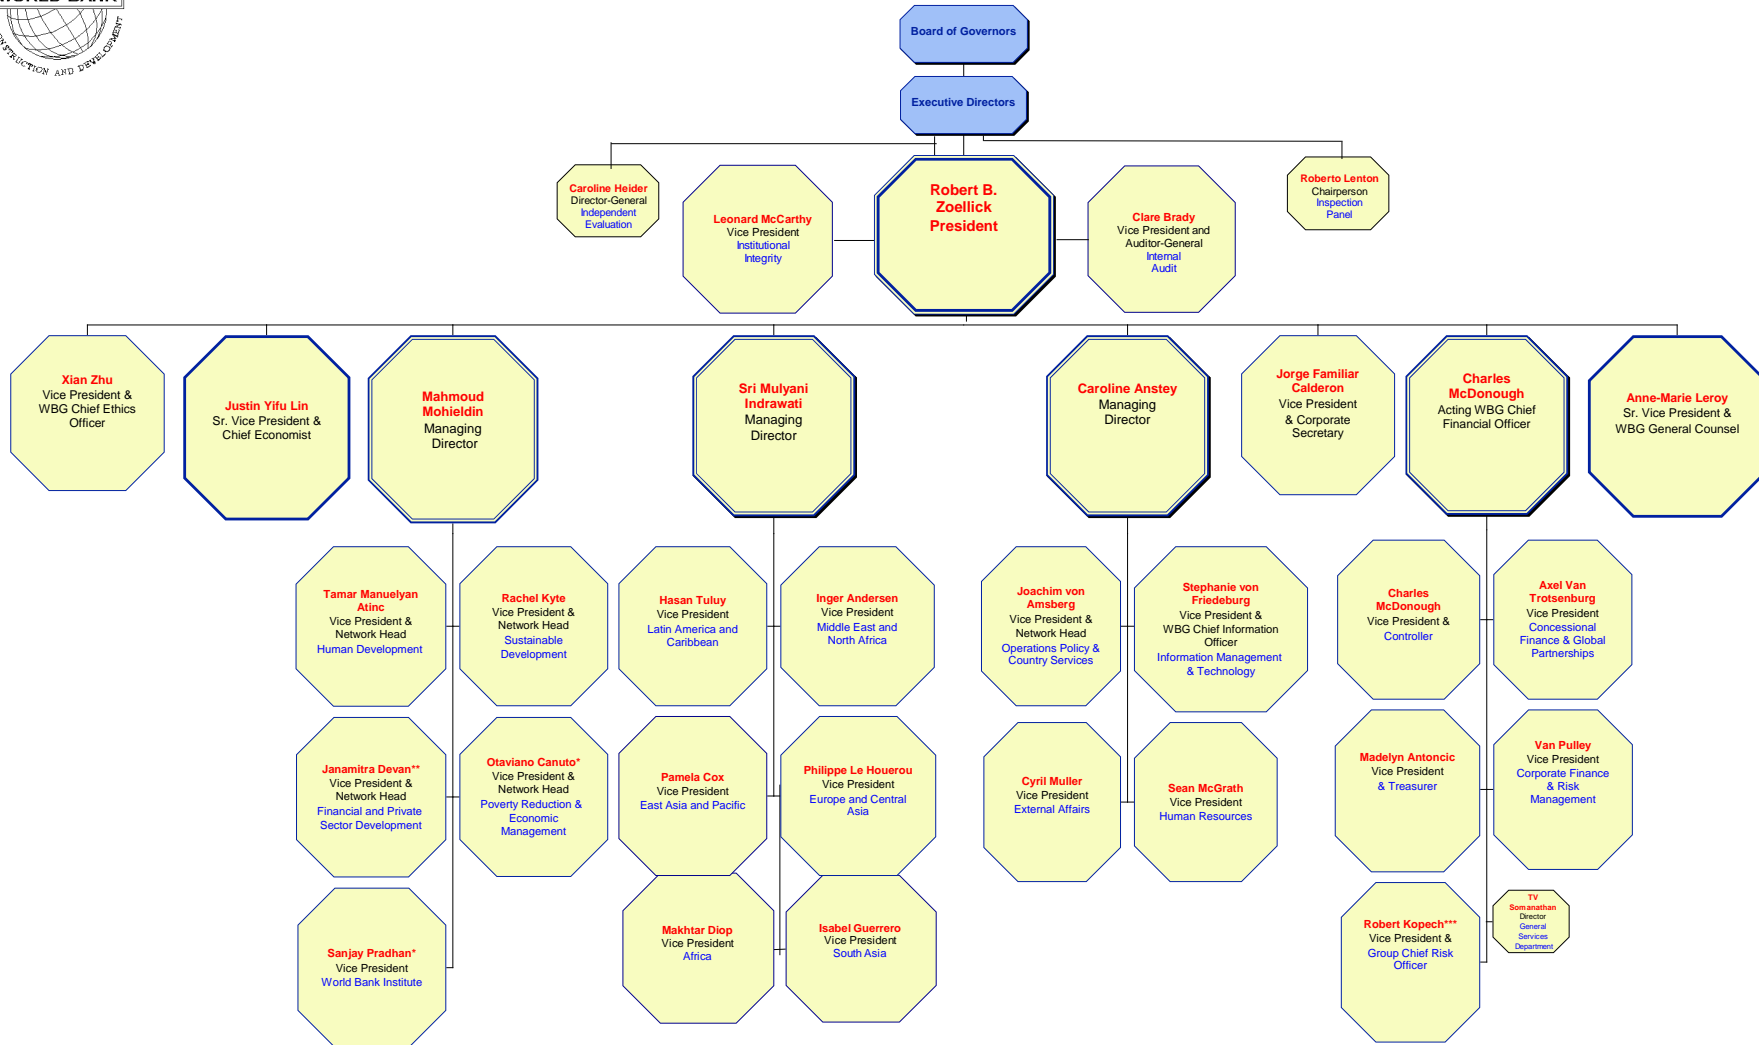 WORLD BANK
CONSTRUCTION AND DEVELOPMENT
Board of Governors
Executive Directors
Caroline Heider
Director-General
Independent
Evaluation
Leonard McCarthy
Vice President
Institutional
Integrity
Robert B.
Zoellick
President
Clare Brady
Vice President and
Auditor-General
Internal
Audit
Roberto Lenton
Chairperson
Inspection
Panel
Xian Zhu
Vice President &
WBG Chief Ethics
Officer
Justin Yifu Lin
Sr. Vice President &
Chief Economist
Mahmoud
Mohieldin
Managing
Director
Sri Mulyani
Indrawati
Managing
Director
Caroline Anstey
Managing
Director
Jorge Familiar
Calderon
Vice President
& Corporate
Secretary
Charles
McDonough
Acting WBG Chief
Financial Officer
Anne-Marie Leroy
Sr. Vice President &
WBG General Counsel
Tamar Manuelyan
Atinc
Vice President &
Network Head
Human Development
Rachel Kyte
Vice President &
Network Head
Sustainable
Development
Hasan Tuluy
Vice President
Latin America and
Caribbean
Inger Andersen
Vice President
Middle East and
North Africa
Joachim von
Amsberg
Vice President &
Network Head
Operations Policy &
Country Services
Stephanie von
Friedeburg
Vice President &
WBG Chief Information
Officer
Information Management
& Technology
Charles
McDonough
Vice President &
Controller
Axel Van
Trotsenburg
Vice President
Concessional
Finance & Global
Partnerships
Janamitra Devan**
Vice President &
Network Head
Financial and Private
Sector Development
Otaviano Canuto*
Vice President &
Network Head
Poverty Reduction &
Economic
Management
Pamela Cox
Vice President
East Asia and Pacific
Philippe Le Houerou
Vice President
Europe and Central
Asia
Cyril Muller
Vice President
External Affairs
Sean McGrath
Vice President
Human Resources
Madelyn Antoncic
Vice President
& Treasurer
Van Pulley
Vice President
Corporate Finance
& Risk
Management
Sanjay Pradhan*
Vice President
World Bank Institute
Makhtar Diop
Vice President
Africa
Isabel Guerrero
Vice President
South Asia
Robert Kopech***
Vice President &
Group Chief Risk
Officer
TV
Somanathan
Director
General
Services
Department